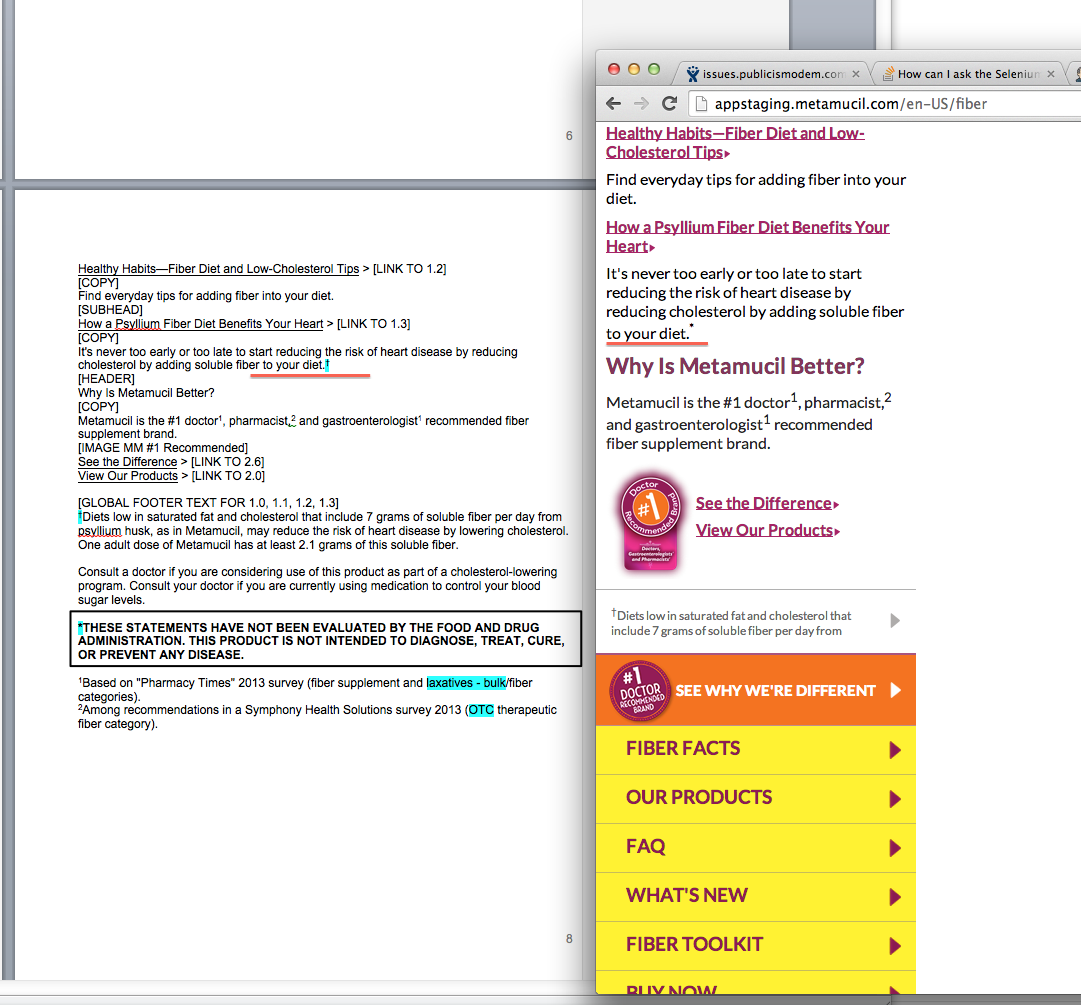 6
Healthy Habits—Fiber Diet and Low-Cholesterol Tips > [LINK TO 1.2]
[COPY]
Find everyday tips for adding fiber into your diet.
[SUBHEAD]
How a Psyllium Fiber Diet Benefits Your Heart > [LINK TO 1.3]
[COPY]
It's never too early or too late to start reducing the risk of heart disease by reducing
cholesterol by adding soluble fiber to your diet.†
[HEADER]
Why Is Metamucil Better?
[COPY]
Metamucil is the #1 doctor¹, pharmacist,² and gastroenterologist¹ recommended fiber
supplement brand.
[IMAGE MM #1 Recommended]
See the Difference > [LINK TO 2.6]
View Our Products > [LINK TO 2.0]
[GLOBAL FOOTER TEXT FOR 1.0, 1.1, 1.2, 1.3]
†Diets low in saturated fat and cholesterol that include 7 grams of soluble fiber per day from
psyllium husk, as in Metamucil, may reduce the risk of heart disease by lowering cholesterol.
One adult dose of Metamucil has at least 2.1 grams of this soluble fiber.
Consult a doctor if you are considering use of this product as part of a cholesterol-lowering
program. Consult your doctor if you are currently using medication to control your blood
sugar levels.
*THESE STATEMENTS HAVE NOT BEEN EVALUATED BY THE FOOD AND DRUG
ADMINISTRATION. THIS PRODUCT IS NOT INTENDED TO DIAGNOSE, TREAT, CURE,
OR PREVENT ANY DISEASE.
¹Based on "Pharmacy Times" 2013 survey (fiber supplement and laxatives - bulk/fiber
categories).
²Among recommendations in a Symphony Health Solutions survey 2013 (OTC therapeutic
fiber category).
8
issues.publicismodem.com
How can I ask the Selenium
appstaging.metamucil.com/en-US/fiber
Healthy Habits—Fiber Diet and Low-
Cholesterol Tips
Find everyday tips for adding fiber into your
diet.
How a Psyllium Fiber Diet Benefits Your
Heart
It's never too early or too late to start
reducing the risk of heart disease by
reducing cholesterol by adding soluble fiber
to your diet.*
Why Is Metamucil Better?
Metamucil is the #1 doctor¹, pharmacist,²
and gastroenterologist¹ recommended
fiber supplement brand.
Doctor
#1
Recommended Brand
Doctors,
Gastroenterologists
and Pharmacists
See the Difference
View Our Products
†Diets low in saturated fat and cholesterol that
include 7 grams of soluble fiber per day from
#1
DOCTOR
RECOMMENDED
BRAND
SEE WHY WE'RE DIFFERENT
FIBER FACTS
OUR PRODUCTS
FAQ
WHAT'S NEW
FIBER TOOLKIT
BUY NOW